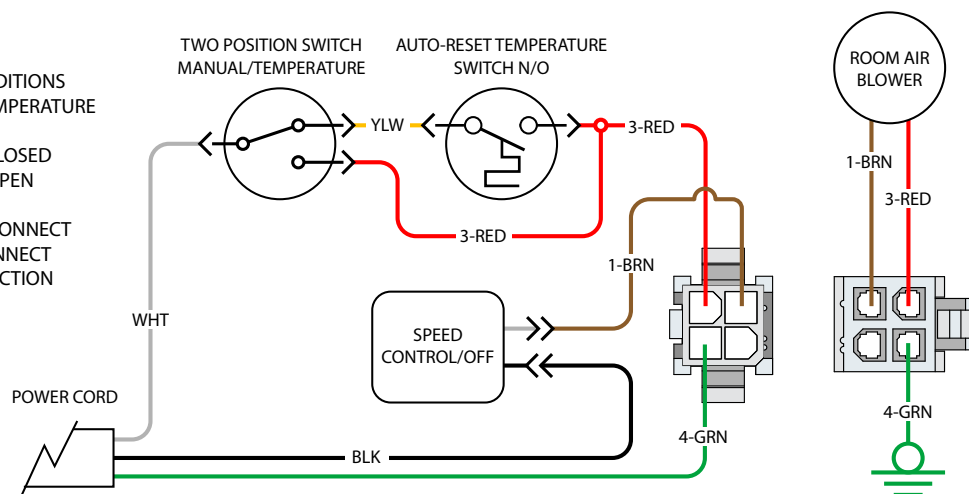 DITIONS
MPERATURE
LOSED
PEN
ONNECT
NNECT
CTION
TWO POSITION SWITCH
MANUAL/TEMPERATURE
AUTO-RESET TEMPERATURE
SWITCH N/O
YLW
3-RED
3-RED
1-BRN
WHT
SPEED
CONTROL/OFF
POWER CORD
BLK
4-GRN
ROOM AIR
BLOWER
1-BRN
3-RED
4-GRN